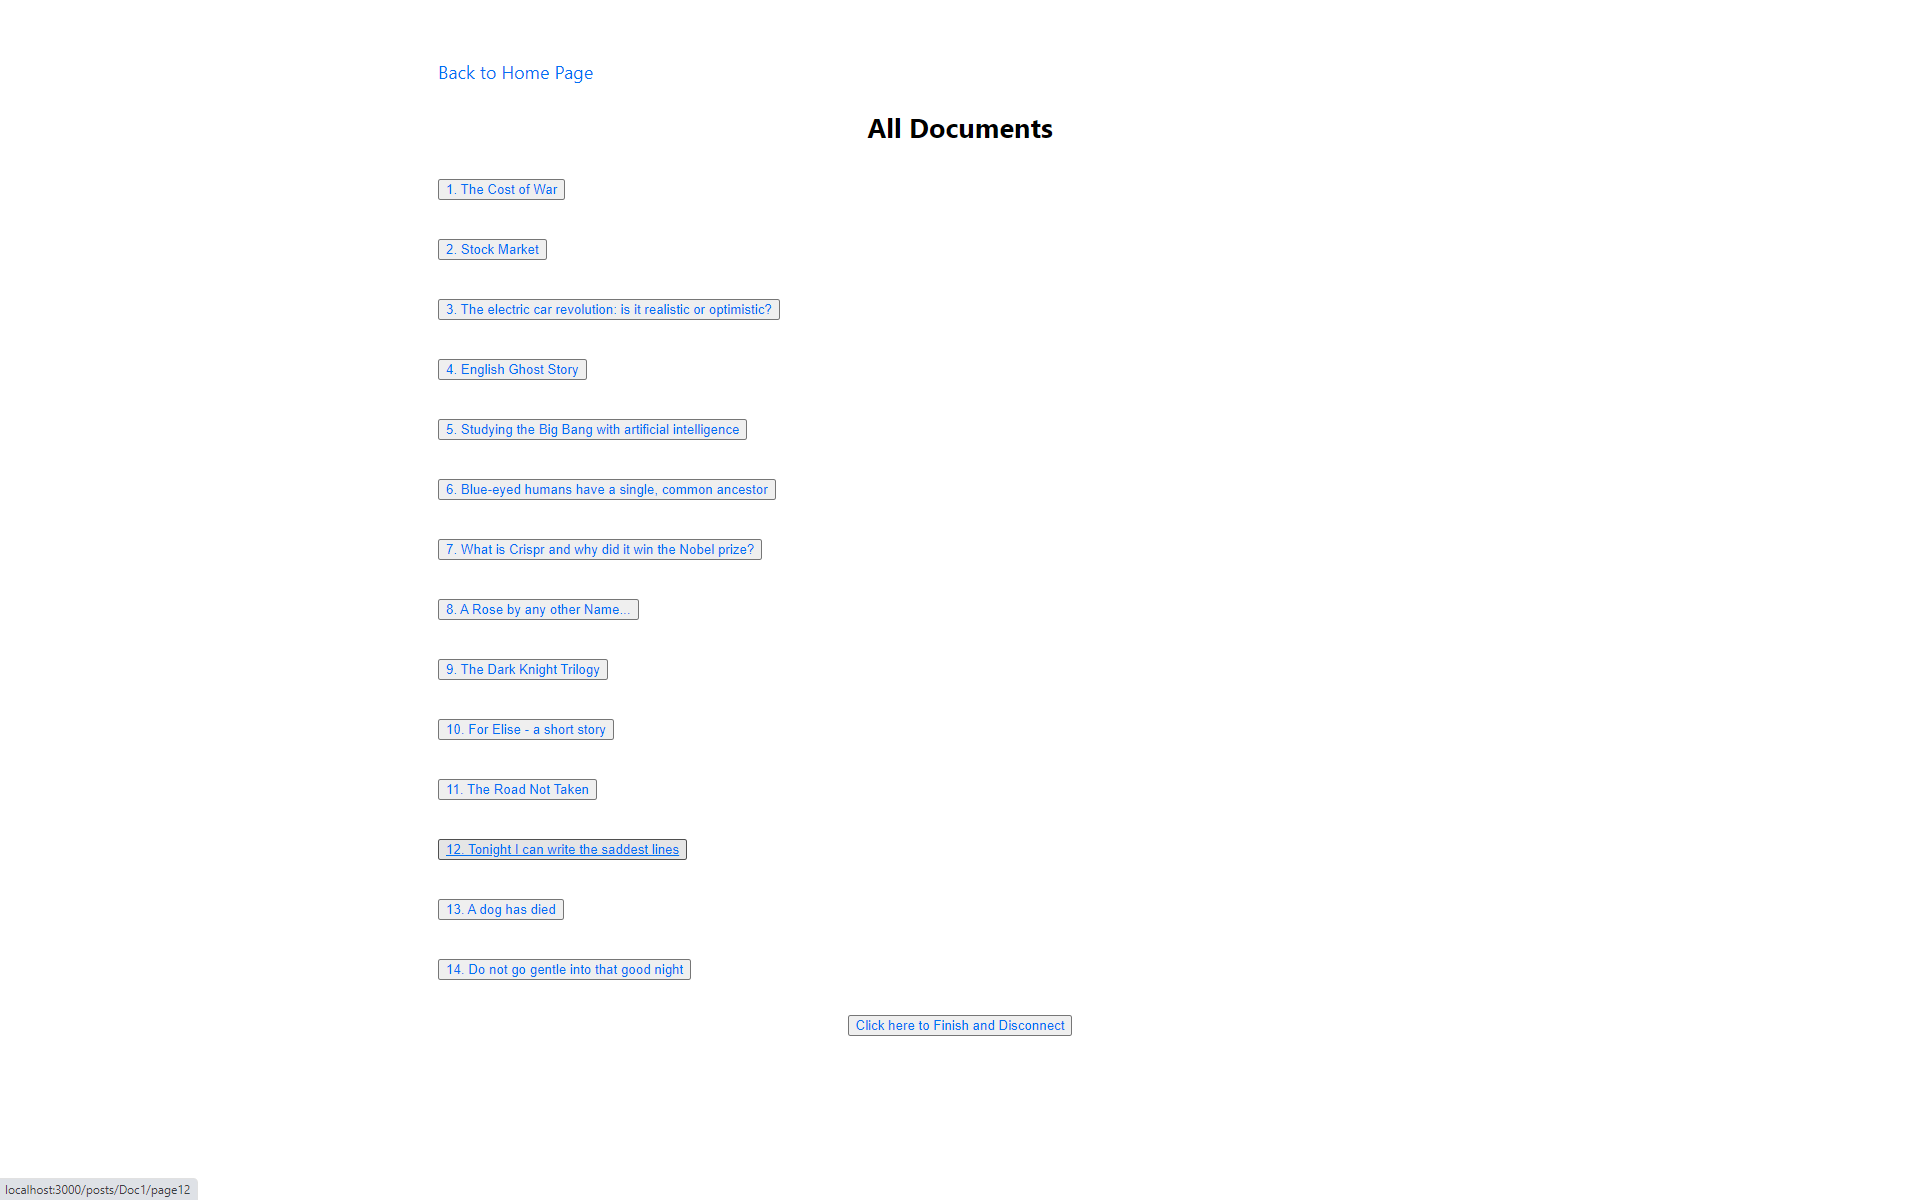 Back to Home Page
All Documents
1. The Cost of War
2. Stock Market
3. The electric car revolution: is it realistic or optimistic?
4. English Ghost Story
5. Studying the Big Bang with artificial intelligence
6. Blue-eyed humans have a single, common ancestor
7. What is Crispr and why did it win the Nobel prize?
8. A Rose by any other Name...
9. The Dark Knight Trilogy
10. For Elise - a short story
11. The Road Not Taken
12. Tonight I can write the saddest lines
13. A dog has died
14. Do not go gentle into that good night
Click here to Finish and Disconnect
localhost:3000/posts/Doc1/page12